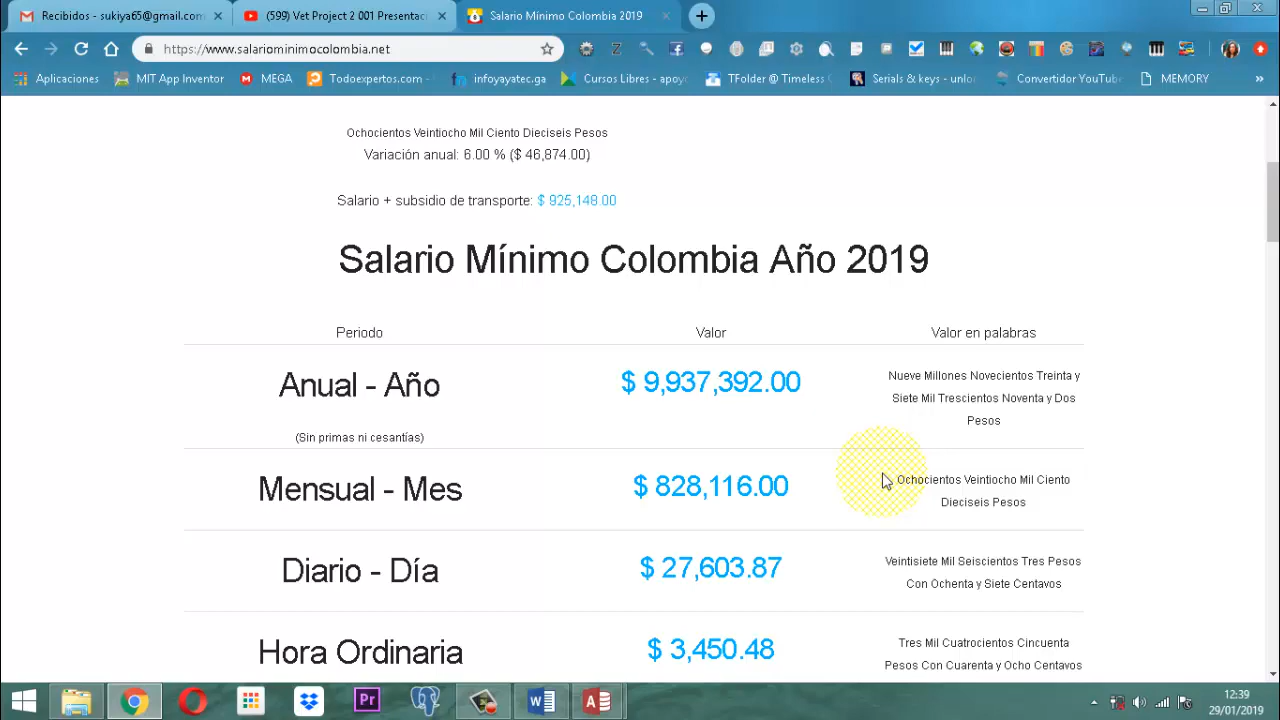 Recibidos - sukiya65@gmail.com
(599) Vet Project 2 001 Presentaci
Salario Mínimo Colombia 2019
https://www.salariominimocolombia.net
Aplicaciones
MIT App Inventor
MEGA
Todoexpertos.com -
infoyayatec.ga
Cursos Libres - apoyo
TFolder @ Timeless
Serials & keys - unlo
Convertidor YouTube
MEMORY
»
Ochocientos Veintiocho Mil Ciento Dieciseis Pesos
Variación anual: 6.00 % ($ 46,874.00)
Salario + subsidio de transporte: $ 925,148.00
Salario Mínimo Colombia Año 2019
Periodo Valor Valor en palabras
Anual - Año $ 9,937,392.00 Nueve Millones Novecientos Treinta y
Siete Mil Trescientos Noventa y Dos
Pesos
(Sin primas ni cesantías)
Mensual - Mes $ 828,116.00 Ochocientos Veintiocho Mil Ciento
Dieciseis Pesos
Diario - Día $ 27,603.87 Veintisiete Mil Seiscientos Tres Pesos
Con Ochenta y Siete Centavos
Hora Ordinaria $ 3,450.48 Tres Mil Cuatrocientos Cincuenta
Pesos Con Cuarenta y Ocho Centavos
12:39
29/01/2019